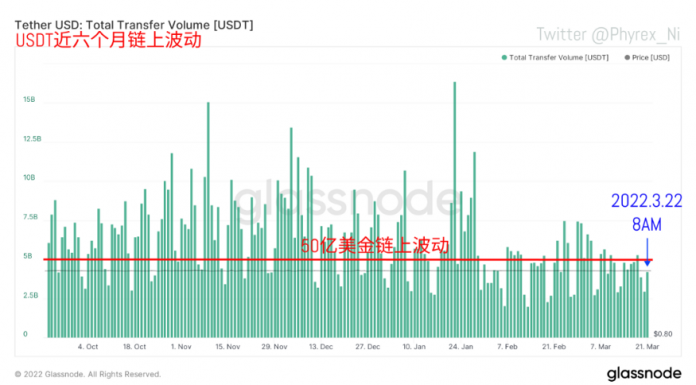 Tether USD: Total Transfer Volume [USDT]
Twitter @Phyrex_Ni
USDT近六个月链上波动
Total Transfer Volume [USDT]
Price [USD]
15B
12.5B
10B
7.5B
5B
2.5B
0
glassnode
50亿美金链上波动
2022.3.22
8AM
$0.80
4. Oct
18. Oct
1. Nov
15. Nov
29. Nov
13. Dec
27. Dec
10. Jan
24. Jan
7. Feb
21. Feb
7. Mar
21. Mar
© 2022 Glassnode. All Rights Reserved.
glassnode